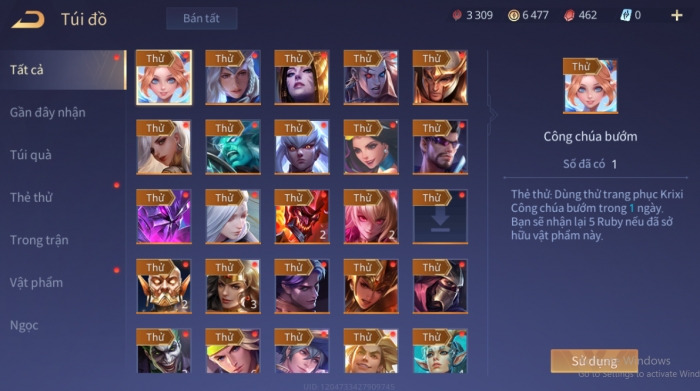 Túi đồ
Bán tất
3 309
6 477
462
0
Tất cả
Gần đây nhận
Túi quà
Thẻ thử
Trong trận
Vật phẩm
Ngọc
Thử Thử Thử Thử Thử
Thử Thử Thử Thử Thử
Thử Thử Thử Thử Thử
2 2
Thử Thử Thử Thử Thử
2 3
Thử Thử Thử Thử Thử
Thử
Công chúa bướm
Số đã có 1
Thẻ thử: Dùng thử trang phục Krixi
Công chúa bướm trong 1 ngày.
Bạn sẽ nhận lại 5 Ruby nếu đã sở
hữu vật phẩm này.
Sử dụng
Windows
Go to Settings to activate Wind